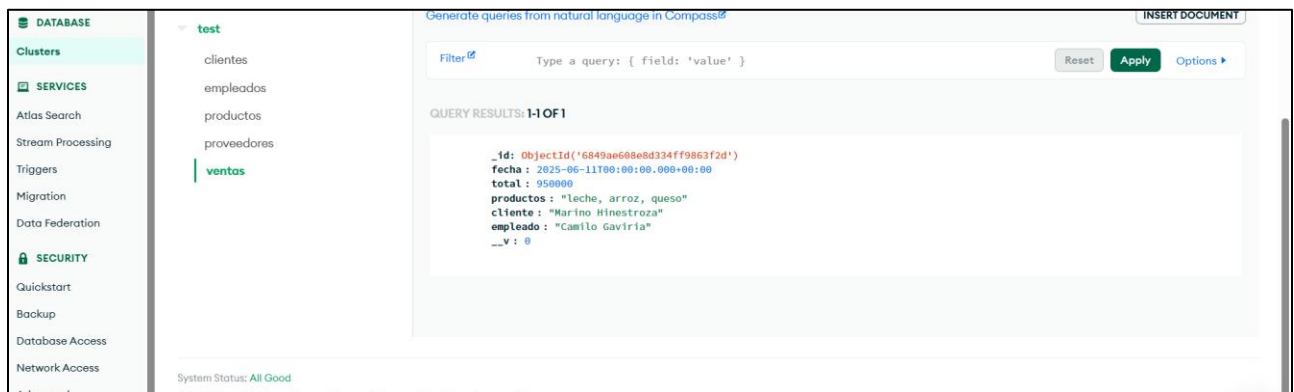 DATABASE
Clusters
SERVICES
Atlas Search
Stream Processing
Triggers
Migration
Data Federation
SECURITY
Quickstart
Backup
Database Access
Network Access
test
clientes
empleados
productos
proveedores
ventas
Generate queries from natural language in Compass
INSERT DOCUMENT
Filter
Type a query: { field: 'value' }
Reset
Apply
Options
QUERY RESULTS: 1-1 OF 1
_id: ObjectId('6849ae608e8d334ff9863f2d')
fecha : 2025-06-11T00:00:00.000+00:00
total : 950000
productos : "leche, arroz, queso"
cliente : "Marino Hinestroza"
empleado : "Camilo Gaviria"
__v : 0
System Status: All Good